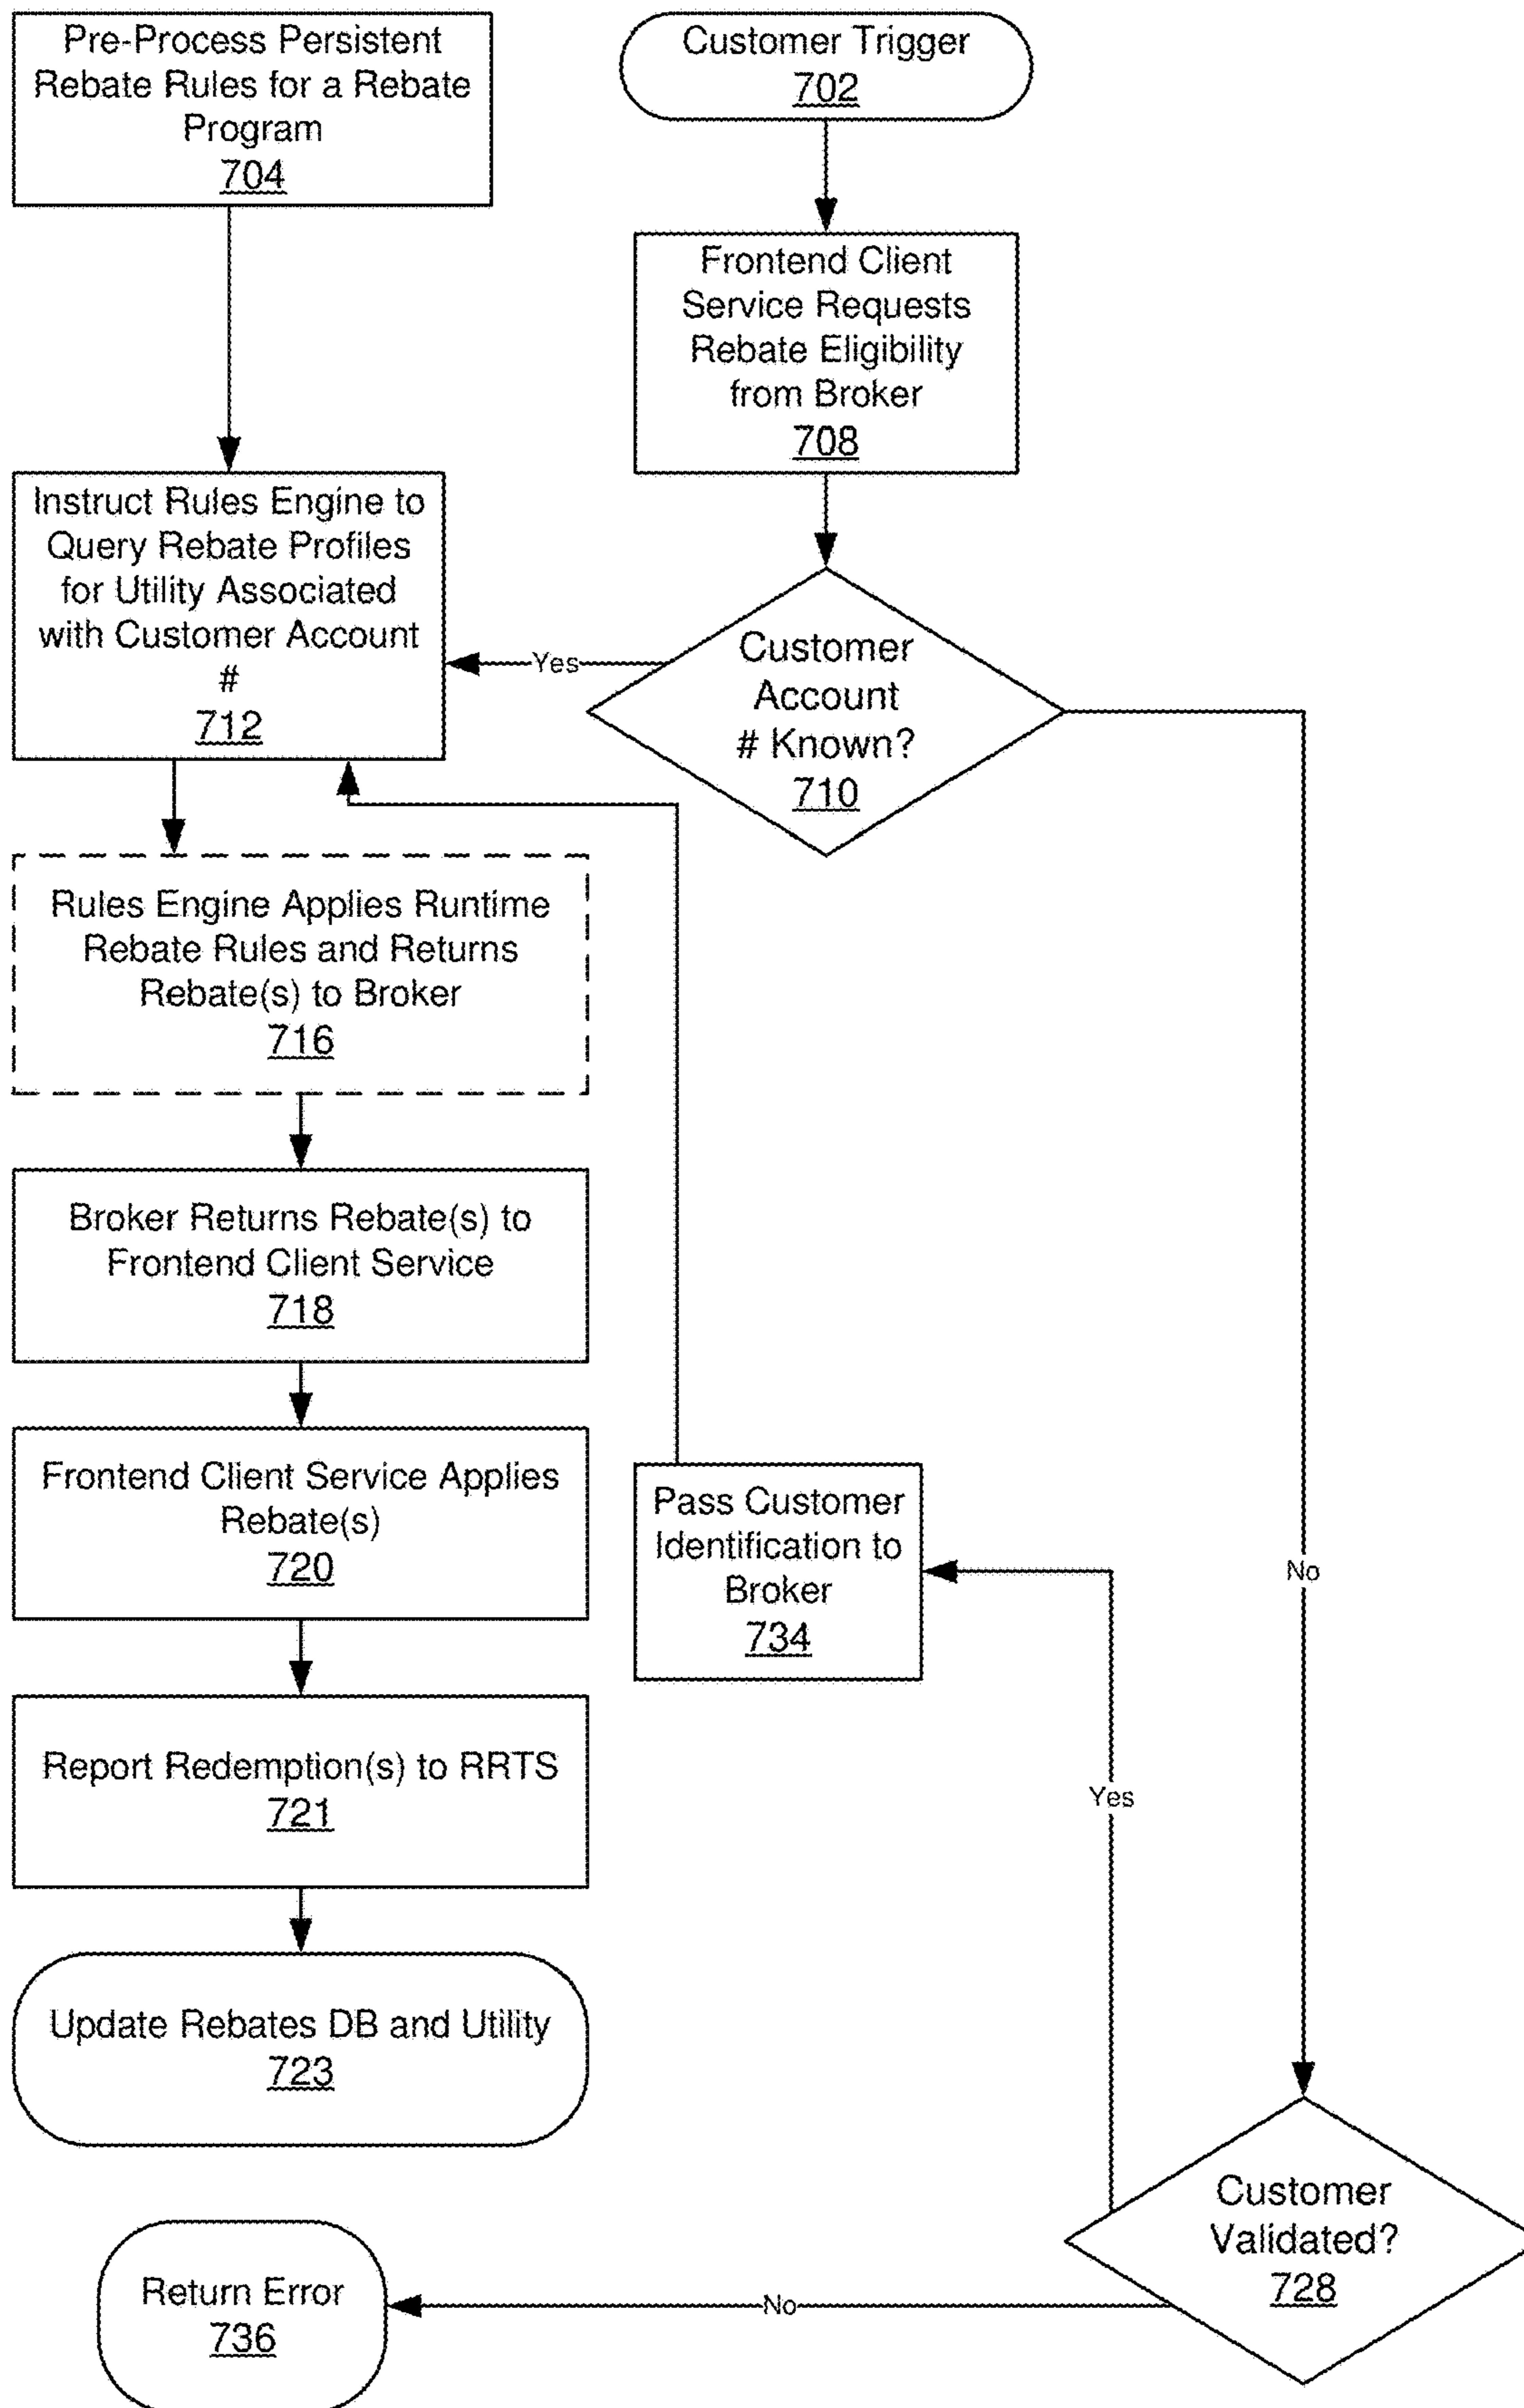 Pre-Process Persistent
Rebate Rules for a Rebate
Program
704
Customer Trigger
702
Frontend Client
Service Requests
Rebate Eligibility
from Broker
708
Instruct Rules Engine to
Query Rebate Profiles
for Utility Associated
with Customer Account
#
712
Yes
Customer
Account
# Known?
710
Rules Engine Applies Runtime
Rebate Rules and Returns
Rebate(s) to Broker
716
Broker Returns Rebate(s) to
Frontend Client Service
718
Frontend Client Service Applies
Rebate(s)
720
Pass Customer
Identification to
Broker
734
No
Report Redemption(s) to RRTS
721
Yes
Update Rebates DB and Utility
723
Customer
Validated?
728
Return Error
736
No